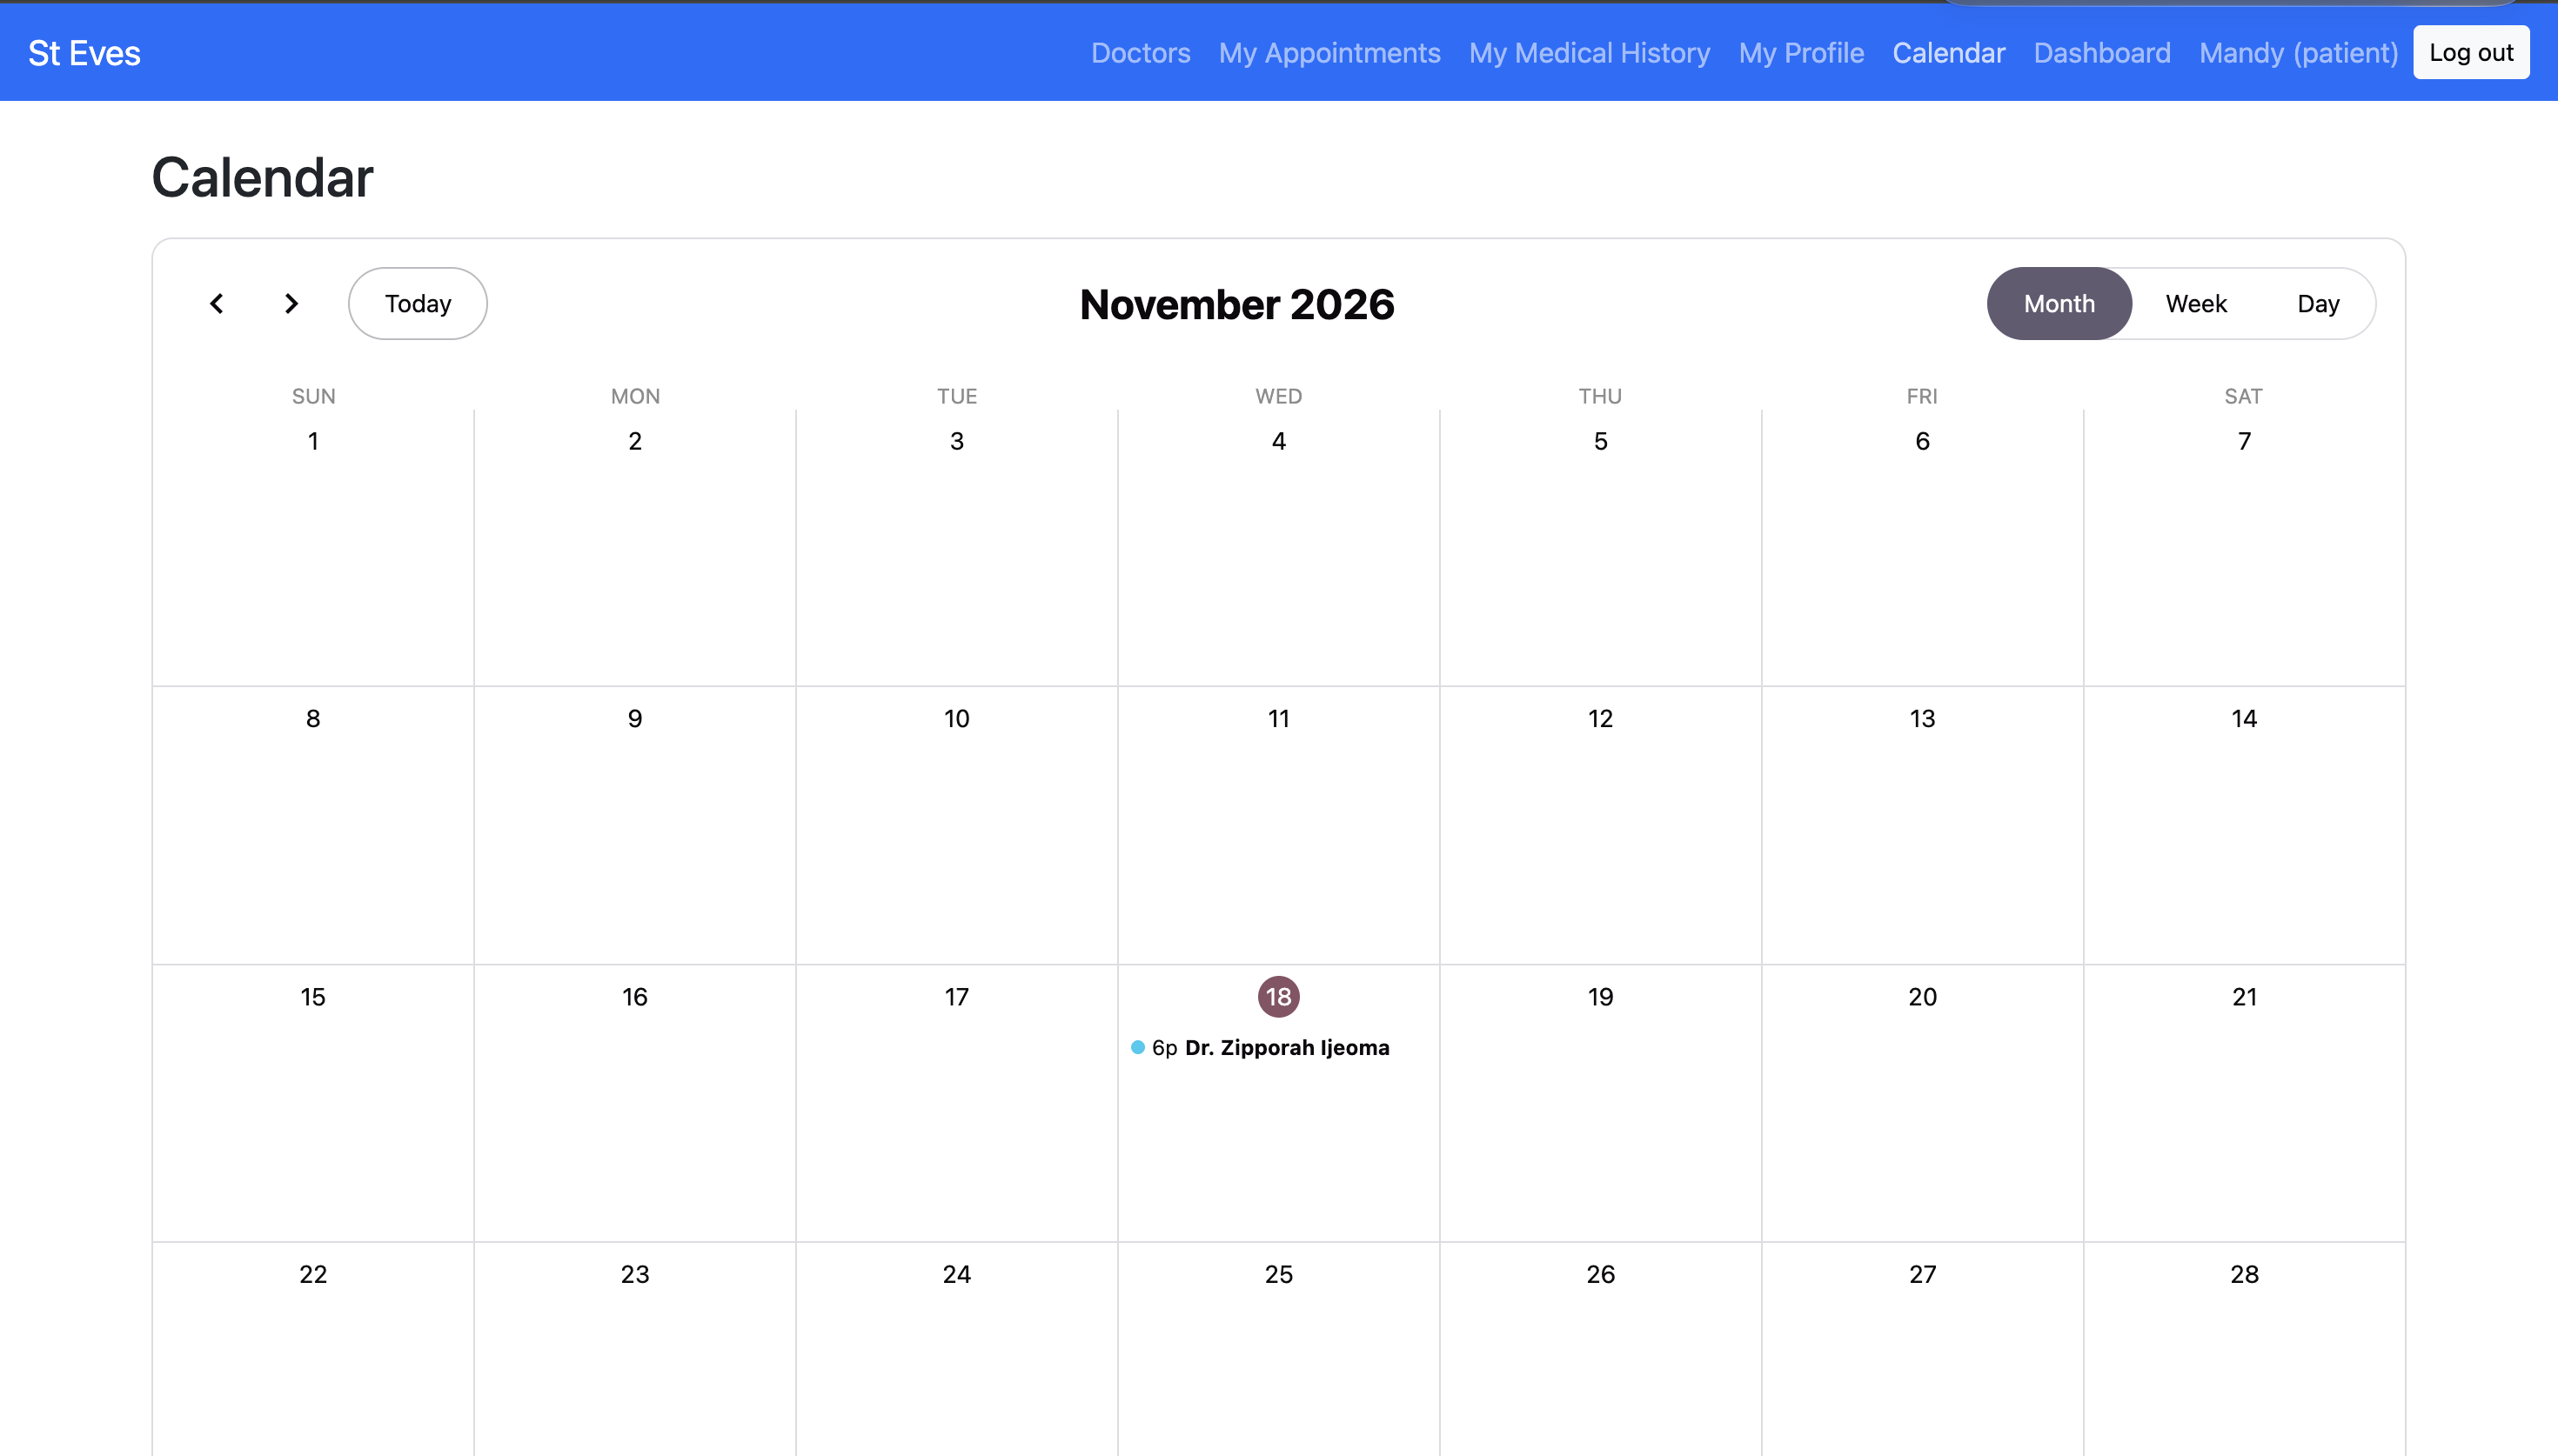 St Eves Doctors My Appointments My Medical History My Profile Calendar Dashboard Mandy (patient) Log out
Calendar
Today November 2026 Month Week Day
SUN MON TUE WED THU FRI SAT
1 2 3 4 5 6 7
8 9 10 11 12 13 14
15 16 17 18 19 20 21
6p Dr. Zipporah Ijeoma
22 23 24 25 26 27 28